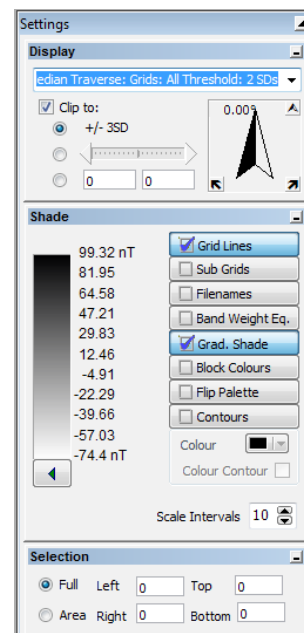 Settings
Display
edian Traverse: Grids: All Threshold: 2 SDs
Clip to:
+/- 3SD
0 0
0.00°
Shade
99.32 nT
81.95
64.58
47.21
29.83
12.46
-4.91
-22.29
-39.66
-57.03
-74.4 nT
Grid Lines
Sub Grids
Filenames
Band Weight Eq.
Grad. Shade
Block Colours
Flip Palette
Contours
Colour
Colour Contour
Scale Intervals 10
Selection
Full Left 0 Top 0
Area Right 0 Bottom 0